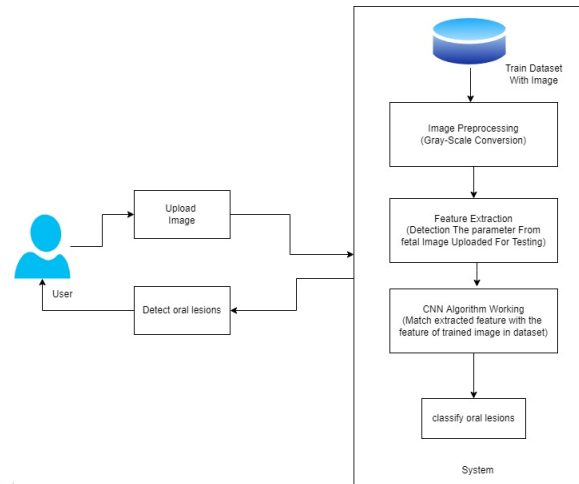 Train Dataset
With Image
Image Preprocessing
(Gray-Scale Conversion)
Upload
Image
Feature Extraction
(Detection The parameter From
fetal Image Uploaded For Testing)
User
Detect oral lesions
CNN Algorithm Working
(Match extracted feature with the
feature of trained image in dataset)
classify oral lesions
System